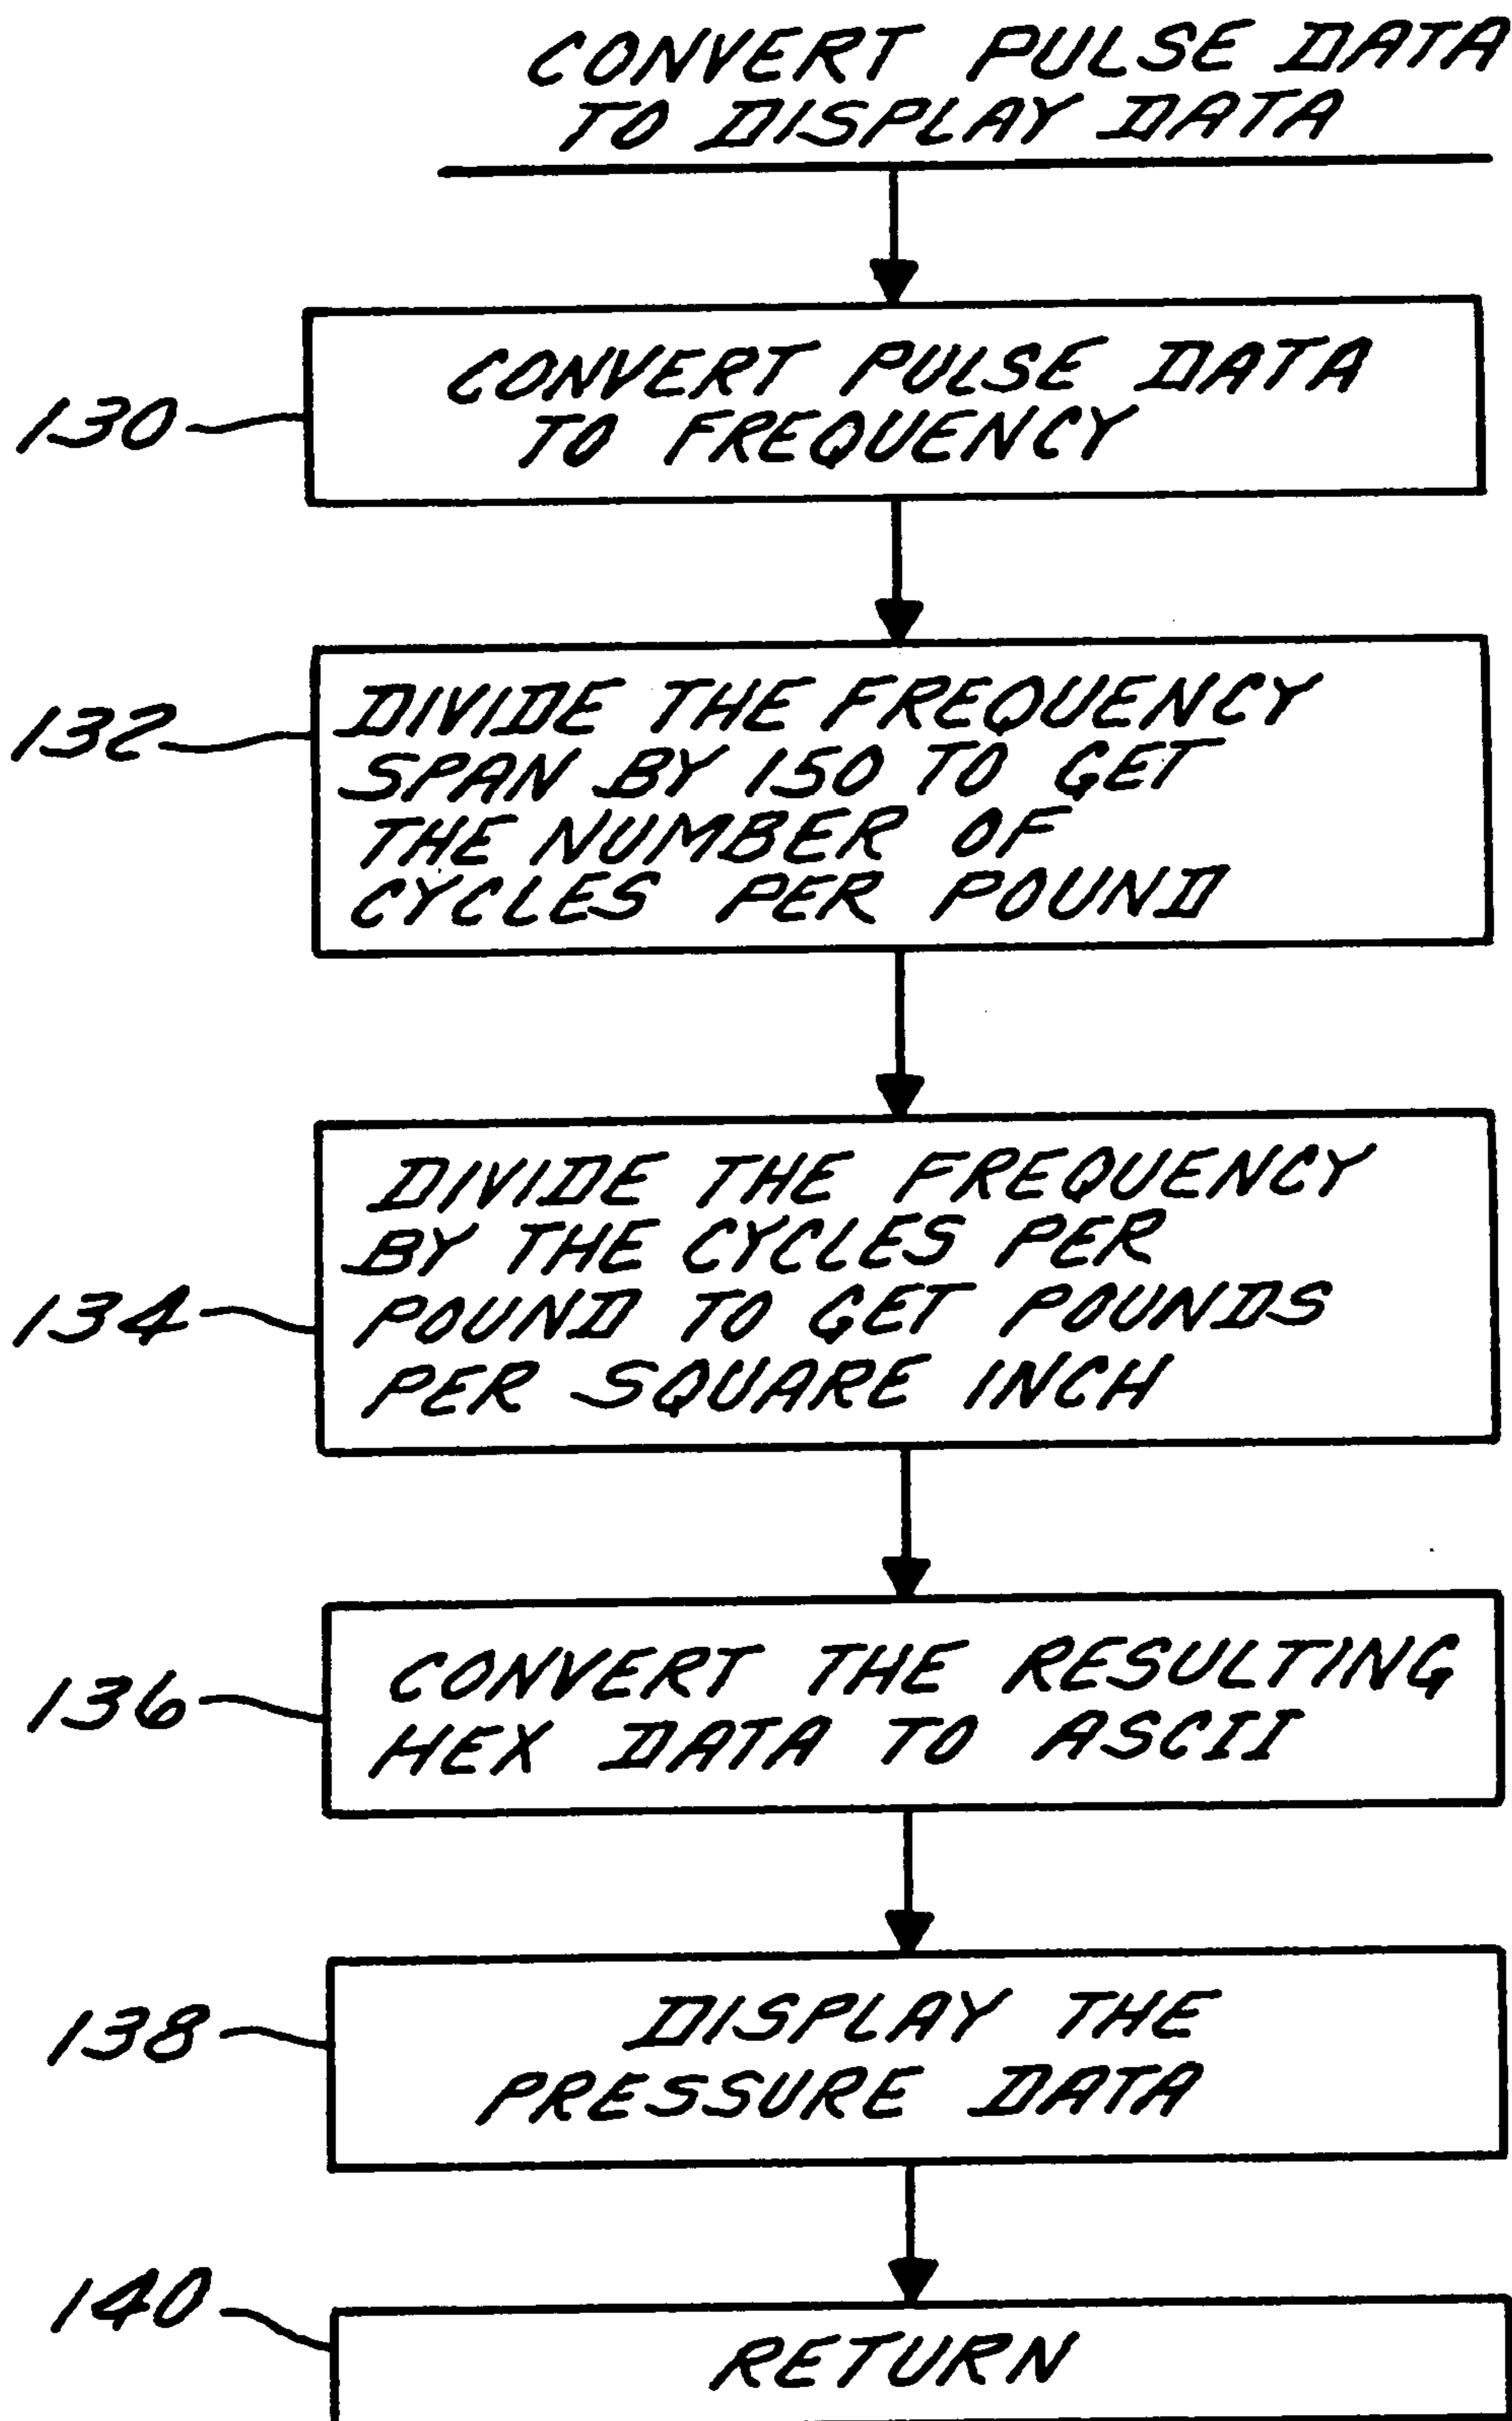 CONVERT PULSE DATA
TO DISPLAY DATA
CONVERT PULSE DATA
TO FREQUENCY
130
DIVIDE THE FREQUENCY
SPAN BY 150 TO GET
THE NUMBER OF
CYCLES PER POUND
132
DIVIDE THE FREQUENCY
BY THE CYCLES PER
POUND TO GET POUNDS
PER SQUARE INCH
134
CONVERT THE RESULTING
HEX DATA TO ASCII
136
DISPLAY THE
PRESSURE DATA
138
140
RETURN